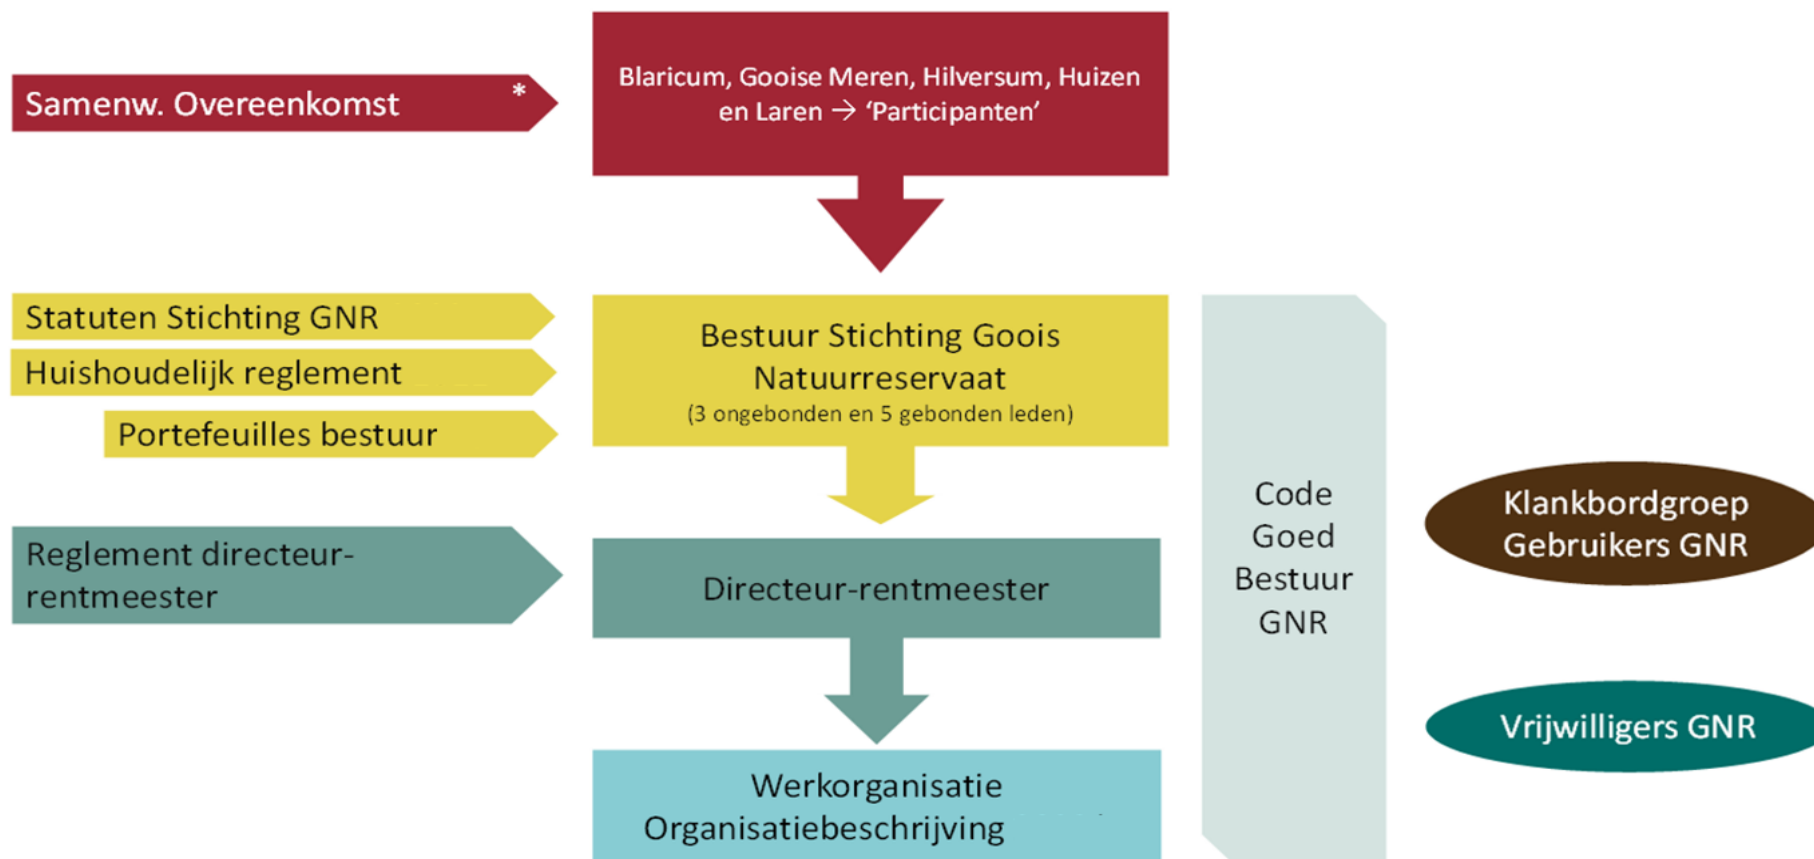 Samenw. Overeenkomst *
Blaricum, Gooise Meren, Hilversum, Huizen
en Laren → ‘Participanten’
Statuten Stichting GNR
Huishoudelijk reglement
Portefeuilles bestuur
Bestuur Stichting Goois
Natuurreservaat
(3 ongebonden en 5 gebonden leden)
Reglement directeur-
rentmeester
Directeur-rentmeester
Werkorganisatie
Organisatiebeschrijving
Code
Goed
Bestuur
GNR
Klankbordgroep
Gebruikers GNR
Vrijwilligers GNR